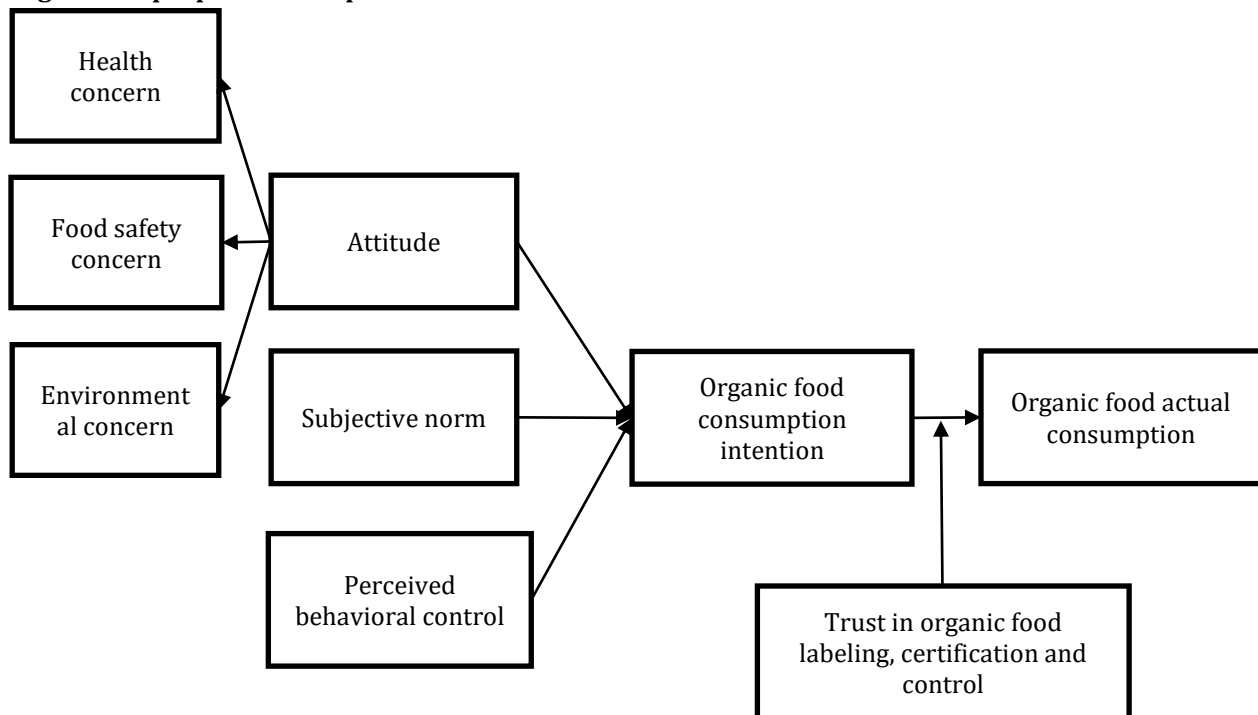 Health
concern
Food safety
concern
Environment
al concern
Attitude
Subjective norm
Perceived
behavioral control
Organic food
consumption
intention
Organic food actual
consumption
Trust in organic food
labeling, certification and
control